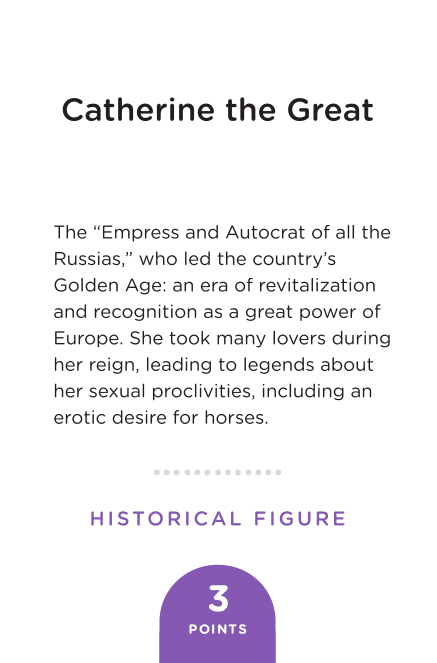 Catherine the Great
The “Empress and Autocrat of all the
Russias,” who led the country’s
Golden Age: an era of revitalization
and recognition as a great power of
Europe. She took many lovers during
her reign, leading to legends about
her sexual proclivities, including an
erotic desire for horses.
HISTORICAL FIGURE
3
POINTS